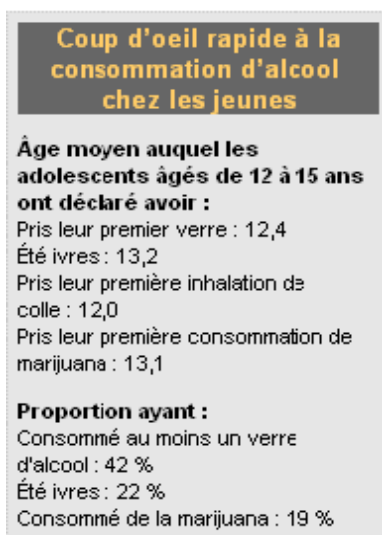 Coup d'oeil rapide à la
consommation d'alcool
chez les jeunes
Âge moyen auquel les
adolescents âgés de 12 à 15 ans
ont déclaré avoir :
Pris leur premier verre : 12,4
Été ivres : 13,2
Pris leur première inhalation de
colle : 12,0
Pris leur première consommation de
marijuana : 13,1
Proportion ayant :
Consommé au moins un verre
d'alcool : 42 %
Été ivres : 22 %
Consommé de la marijuana : 19 %